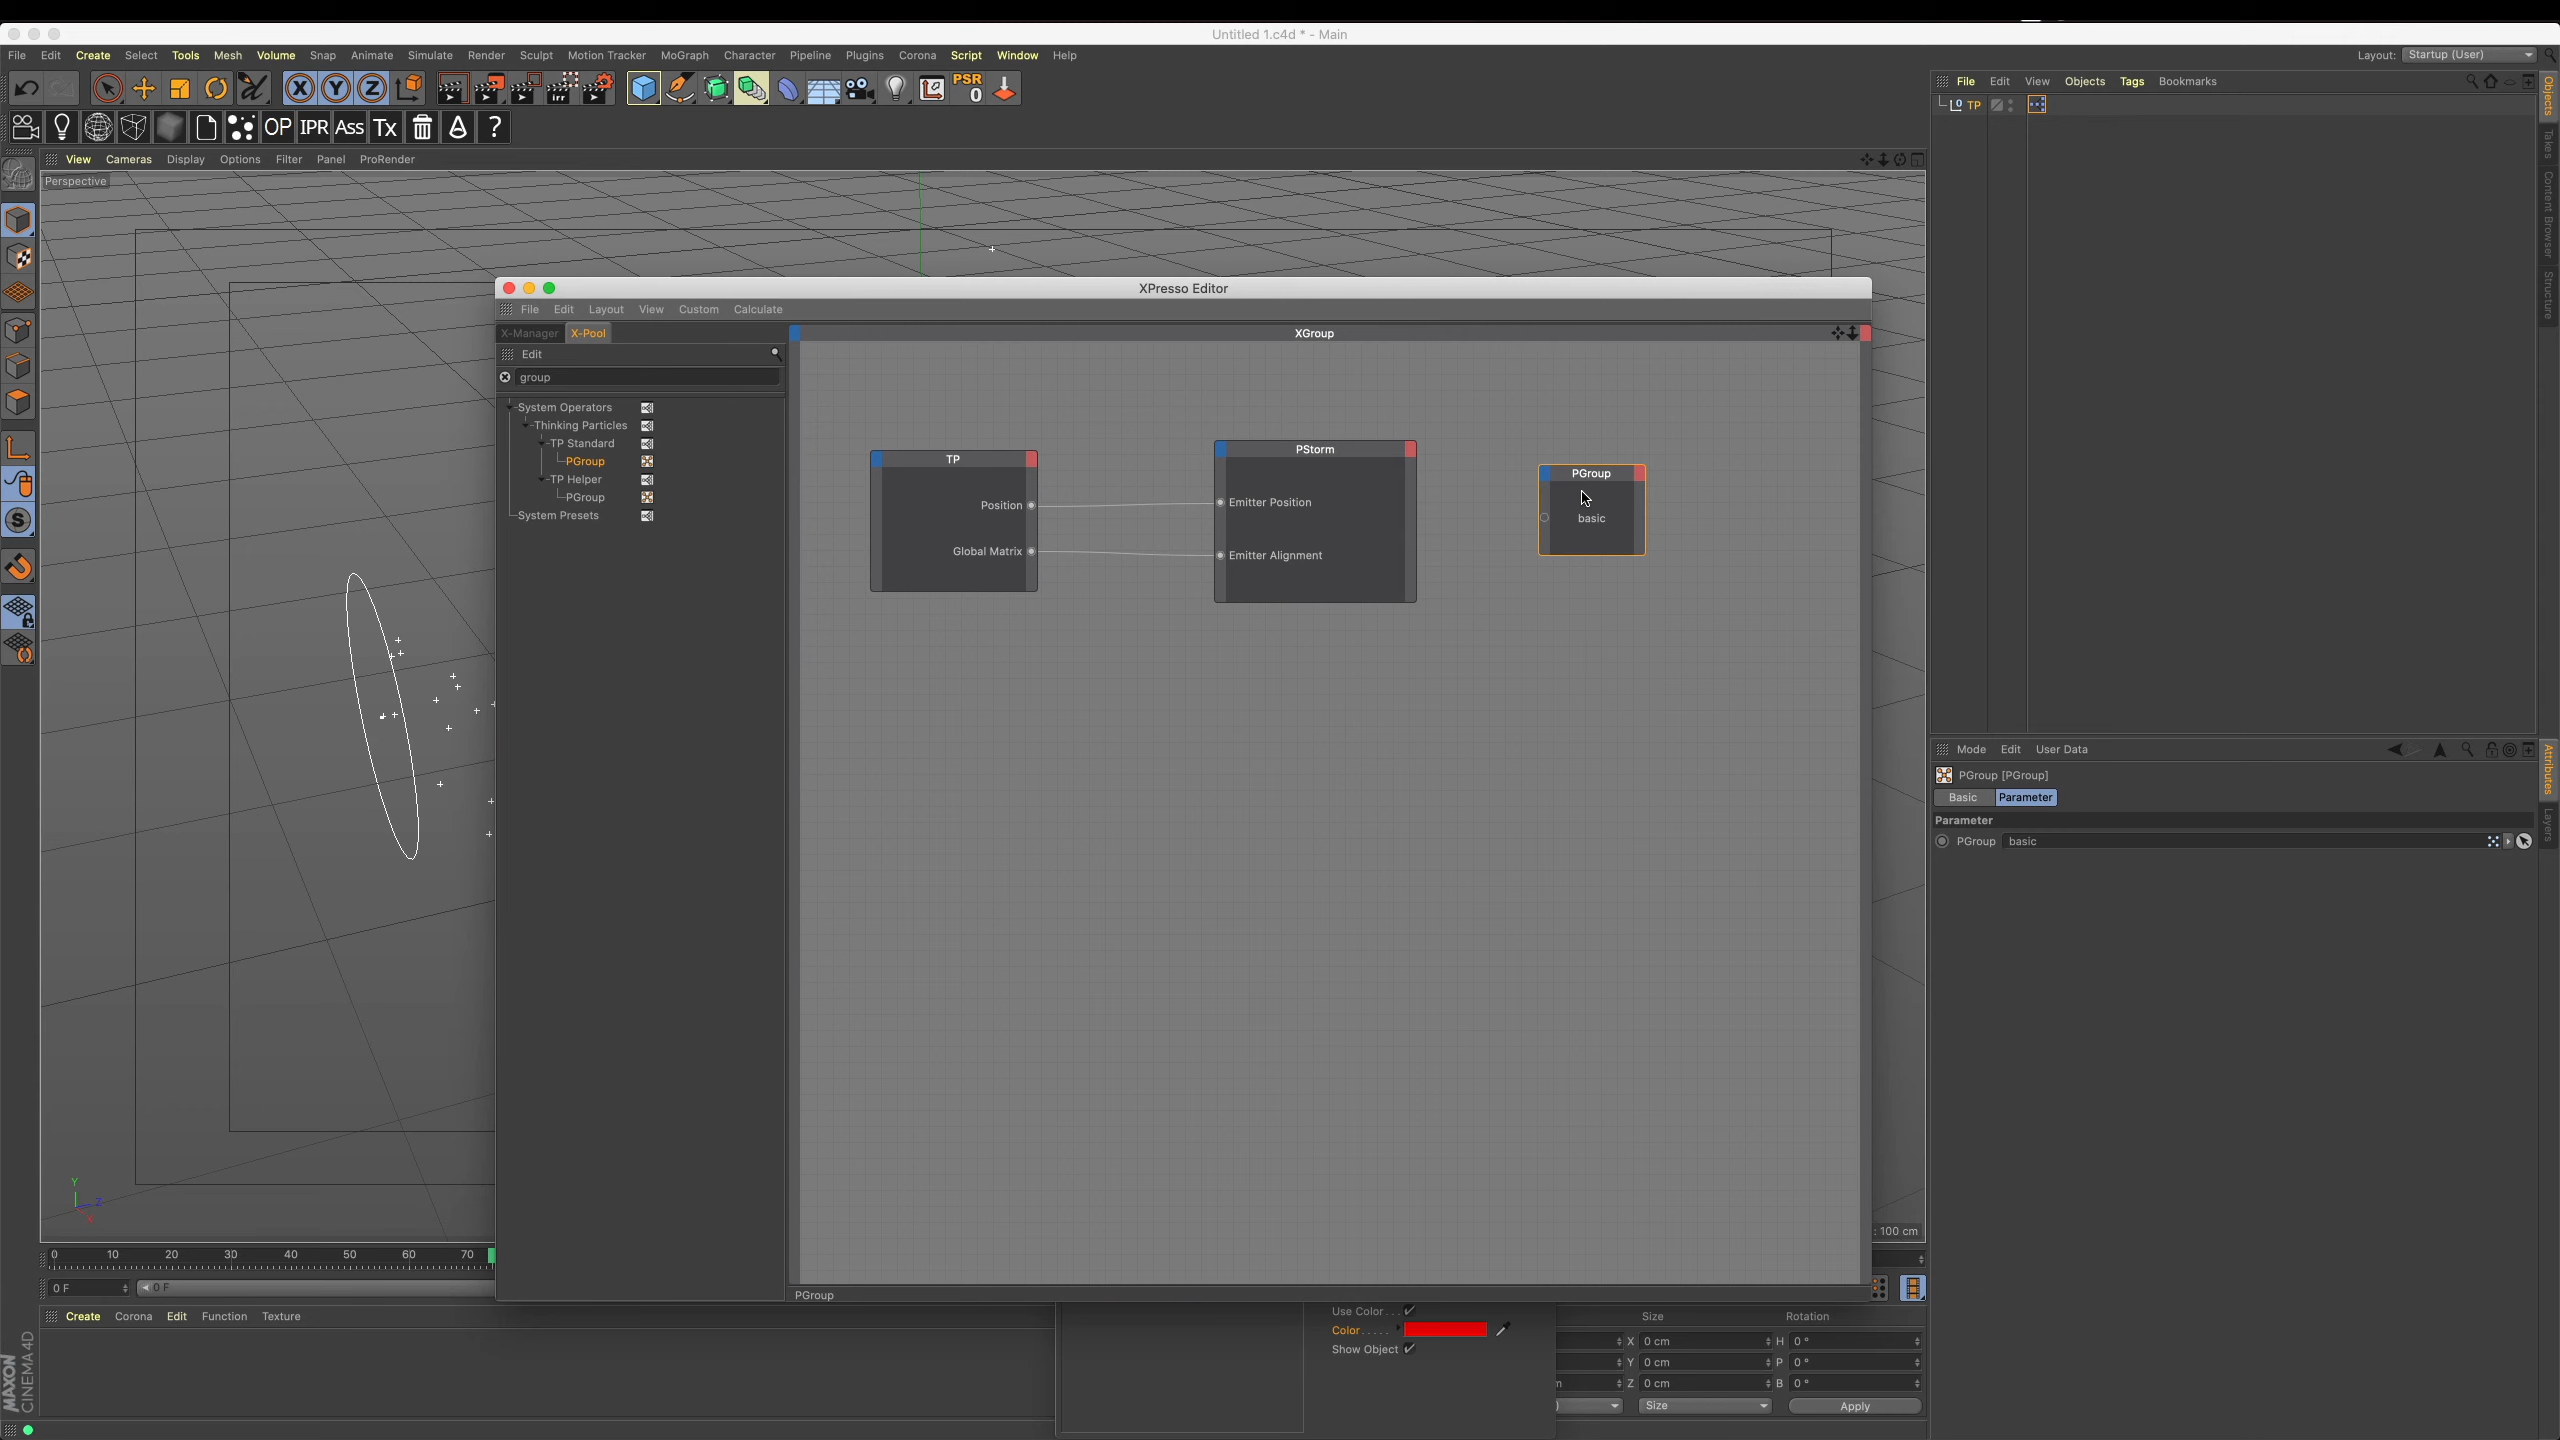 Untitled 1.c4d * - Main
File Edit Create Select Tools Mesh Volume Snap Animate Simulate Render Sculpt Motion Tracker MoGraph Character Pipeline Plugins Corona Script Window Help
Layout: Startup (User)
PSR
0
OP IPR Ass Tx ?
File Edit View Objects Tags Bookmarks
TP
Objects
Takes
Content Browser
Structure
View Cameras Display Options Filter Panel ProRender
Perspective
XPresso Editor
File Edit Layout View Custom Calculate
X-Manager X-Pool
XGroup
Edit
group
System Operators
Thinking Particles
TP Standard
PGroup
TP Helper
PGroup
System Presets
TP
Position
Global Matrix
PStorm
Emitter Position
Emitter Alignment
PGroup
basic
PGroup
Mode Edit User Data
PGroup [PGroup]
Basic Parameter
Parameter
PGroup basic
Attributes
Layers
Y
Z
X
: 100 cm
0 10 20 30 40 50 60 70
0 F 0 F
Create Corona Edit Function Texture
Use Color . . .
Color . . . . .
Show Object
Size Rotation
X 0 cm H 0 °
Y 0 cm P 0 °
Z 0 cm B 0 °
Size Apply
MAXON
CINEMA 4D